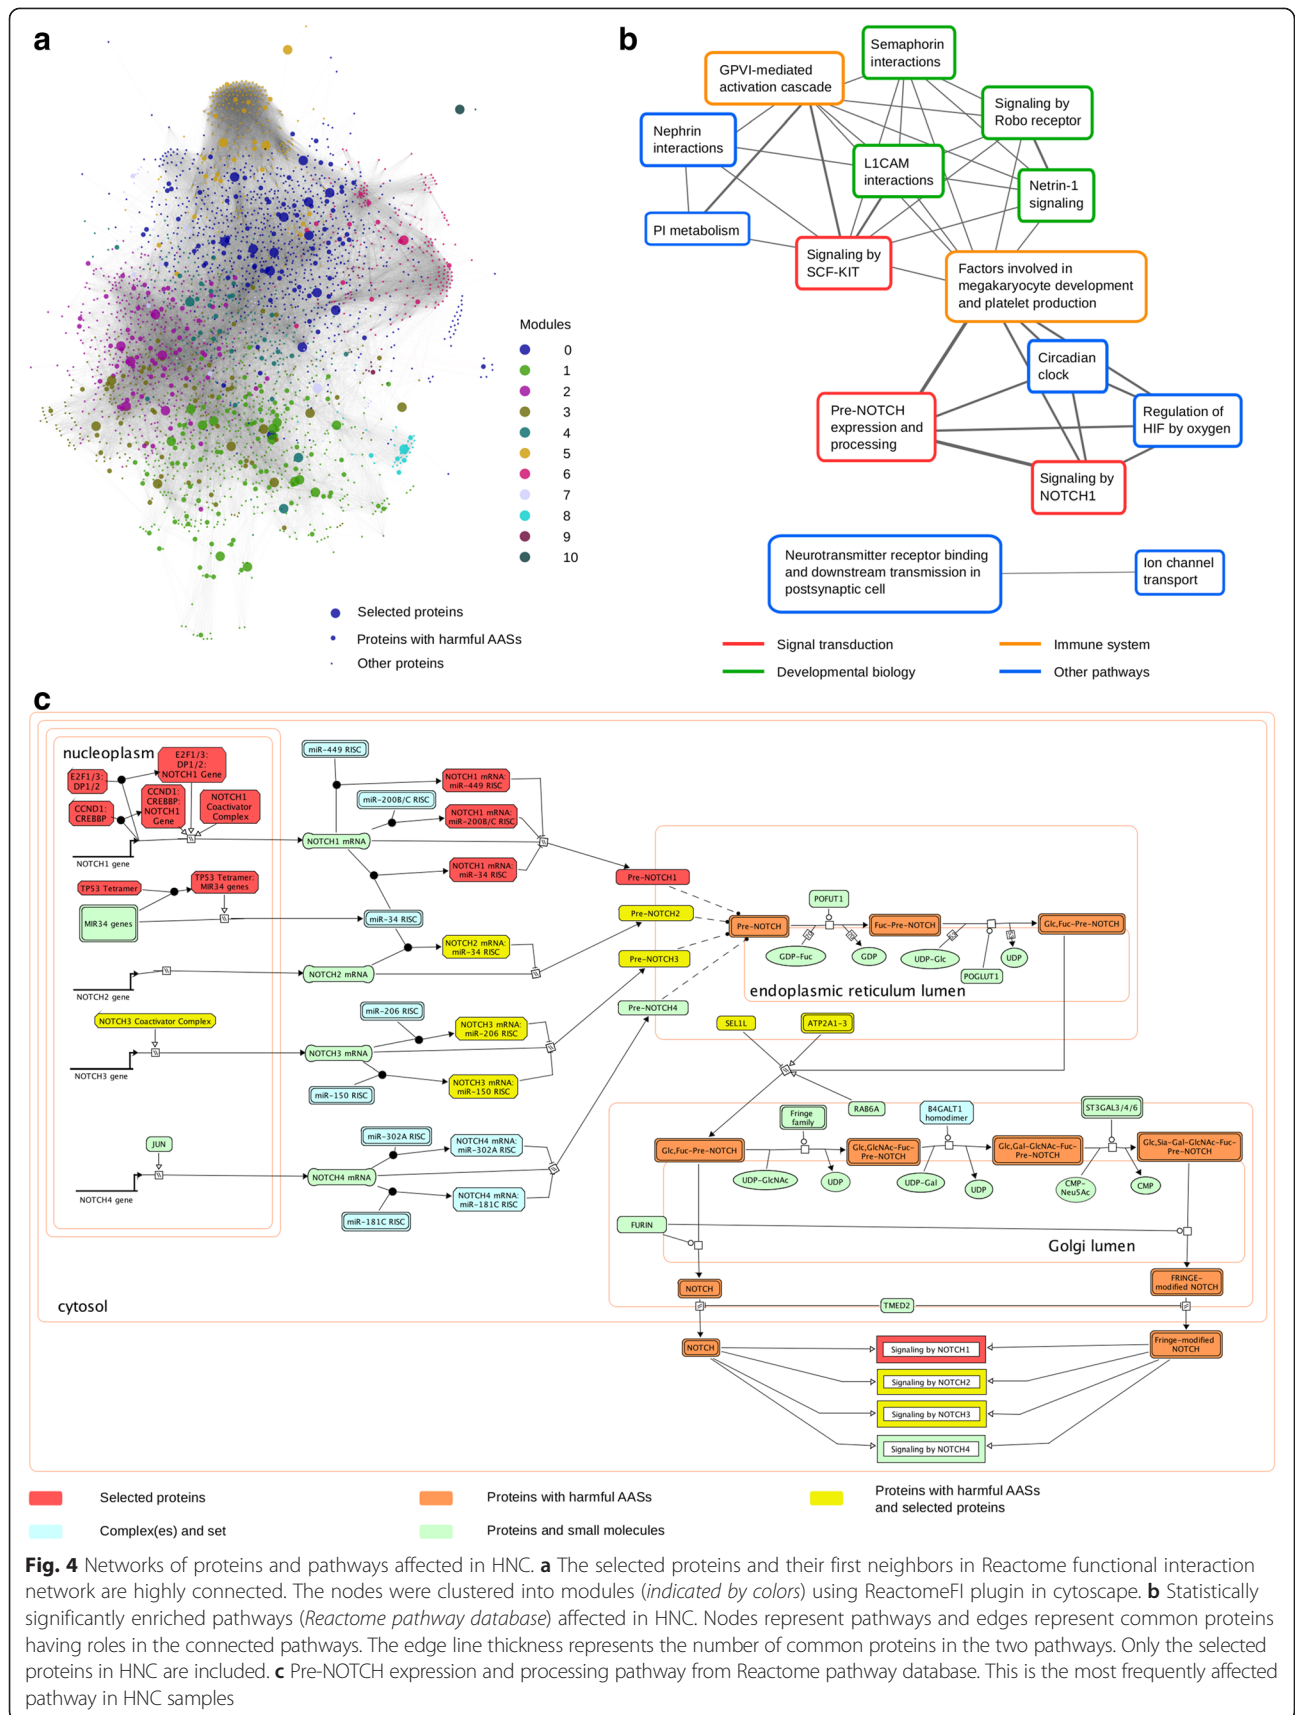 a
Modules
0
1
2
3
4
5
6
7
8
9
10
Selected proteins
Proteins with harmful AASs
Other proteins
b
Semaphorin
interactions
GPVI-mediated
activation cascade
Signaling by
Robo receptor
Nephrin
interactions
L1CAM
interactions
Netrin-1
signaling
PI metabolism
Signaling by
SCF-KIT
Factors involved in
megakaryocyte development
and platelet production
Circadian
clock
Pre-NOTCH
expression and
processing
Regulation of
HIF by oxygen
Signaling by
NOTCH1
Neurotransmitter receptor binding
and downstream transmission in
postsynaptic cell
Ion channel
transport
Signal transduction
Immune system
Developmental biology
Other pathways
c
nucleoplasm
E2F1/3:
DP1/2:
NOTCH1 Gene
E2F1/3:
DP1/2
CCND1:
CREBBP:
NOTCH1
Gene
NOTCH1
Coactivator
Complex
CCND1:
CREBBP
NOTCH1 gene
TP53 Tetramer
TP53 Tetramer:
MIR34 genes
MIR34 genes
NOTCH2 gene
NOTCH3 Coactivator Complex
NOTCH3 gene
JUN
NOTCH4 gene
miR-449 RISC
NOTCH1 mRNA:
miR-449 RISC
miR-200B/C RISC
NOTCH1 mRNA:
miR-200B/C RISC
NOTCH1 mRNA
NOTCH1 mRNA:
miR-34 RISC
miR-34 RISC
NOTCH2 mRNA:
miR-34 RISC
NOTCH2 mRNA
miR-206 RISC
NOTCH3 mRNA:
miR-206 RISC
NOTCH3 mRNA
NOTCH3 mRNA:
miR-150 RISC
miR-150 RISC
miR-302A RISC
NOTCH4 mRNA:
miR-302A RISC
NOTCH4 mRNA
NOTCH4 mRNA:
miR-181C RISC
miR-181C RISC
Pre-NOTCH1
Pre-NOTCH2
Pre-NOTCH3
Pre-NOTCH4
Pre-NOTCH
POFUT1
Fuc-Pre-NOTCH
Glc,Fuc-Pre-NOTCH
GDP-Fuc
GDP
UDP-Glc
POGLUT1
UDP
endoplasmic reticulum lumen
SEL1L
ATP2A1-3
RAB6A
Fringe
family
B4GALT1
homodimer
ST3GAL3/4/6
Glc,Fuc-Pre-NOTCH
Glc,GlcNAc-Fuc-
Pre-NOTCH
Glc,Gal-GlcNAc-Fuc-
Pre-NOTCH
Glc,Sia-Gal-GlcNAc-Fuc-
Pre-NOTCH
UDP-GlcNAc
UDP
UDP-Gal
UDP
CMP-
Neu5Ac
CMP
FURIN
Golgi lumen
NOTCH
FRINGE-
modified NOTCH
TMED2
cytosol
NOTCH
Fringe-modified
NOTCH
Signaling by NOTCH1
Signaling by NOTCH2
Signaling by NOTCH3
Signaling by NOTCH4
Selected proteins
Proteins with harmful AASs
Proteins with harmful AASs
and selected proteins
Complex(es) and set
Proteins and small molecules
Fig. 4 Networks of proteins and pathways affected in HNC. a The selected proteins and their first neighbors in Reactome functional interaction
network are highly connected. The nodes were clustered into modules (indicated by colors) using ReactomeFI plugin in cytoscape. b Statistically
significantly enriched pathways (Reactome pathway database) affected in HNC. Nodes represent pathways and edges represent common proteins
having roles in the connected pathways. The edge line thickness represents the number of common proteins in the two pathways. Only the selected
proteins in HNC are included. c Pre-NOTCH expression and processing pathway from Reactome pathway database. This is the most frequently affected
pathway in HNC samples